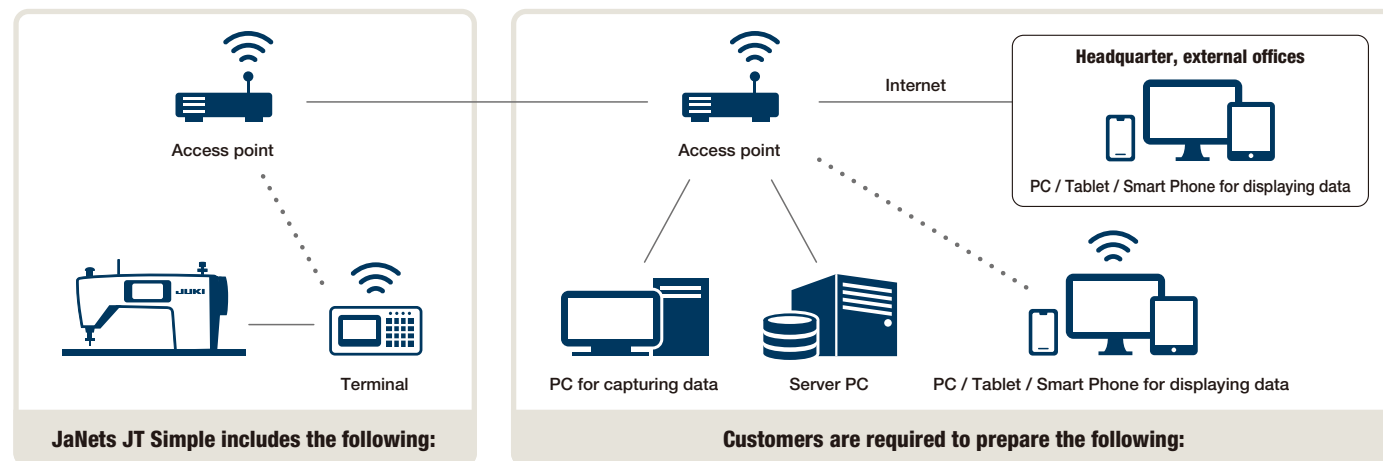 Access point
JUKI
Terminal
JaNets JT Simple includes the following:
Access point
Internet
Headquarter, external offices
PC / Tablet / Smart Phone for displaying data
PC for capturing data
Server PC
PC / Tablet / Smart Phone for displaying data
Customers are required to prepare the following: